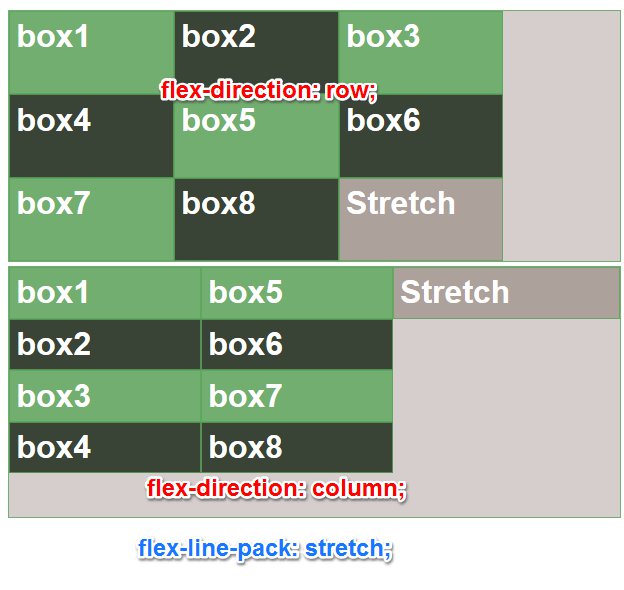 box1 box2 box3
flex-direction: row;
box4 box5 box6
box7 box8 Stretch
box1 box5 Stretch
box2 box6
box3 box7
box4 box8
flex-direction: column;
flex-line-pack: stretch;